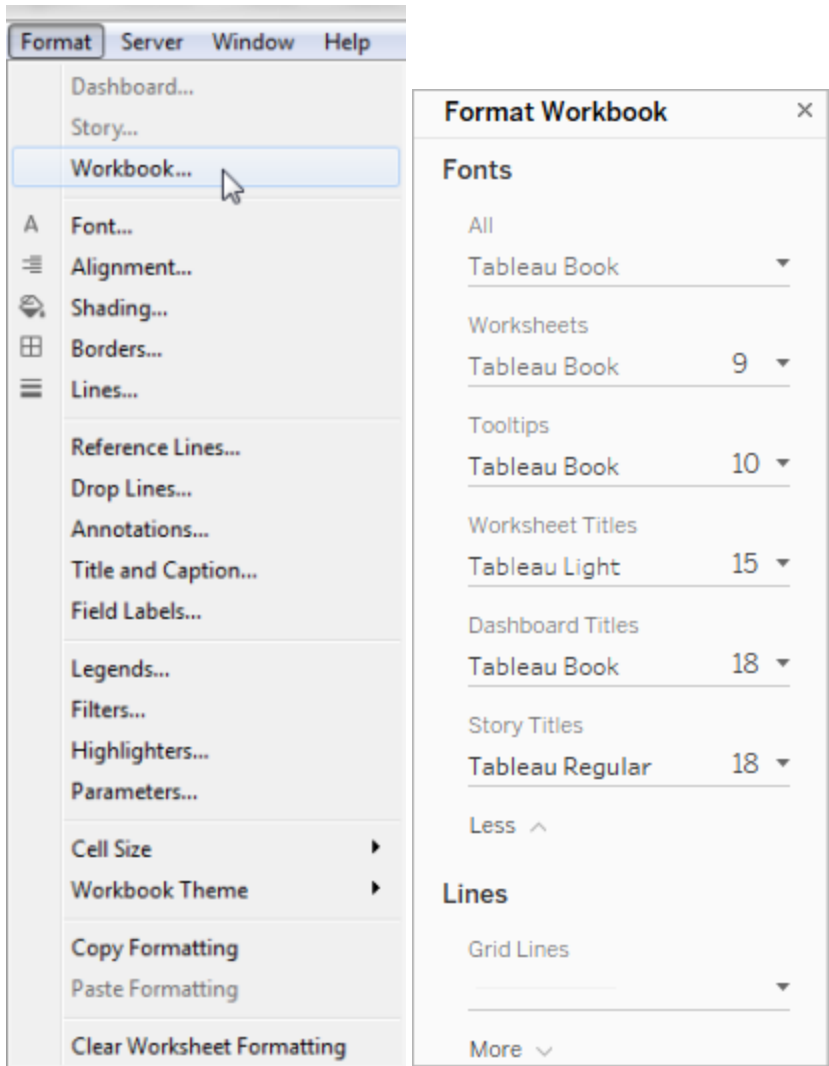 Format Server Window Help
Dashboard...
Story...
Workbook...
A Font...
Alignment...
Shading...
Borders...
Lines...
Reference Lines...
Drop Lines...
Annotations...
Title and Caption...
Field Labels...
Legends...
Filters...
Highlighters...
Parameters...
Cell Size
Workbook Theme
Copy Formatting
Paste Formatting
Clear Worksheet Formatting
Format Workbook
Fonts
All
Tableau Book
Worksheets
Tableau Book 9
Tooltips
Tableau Book 10
Worksheet Titles
Tableau Light 15
Dashboard Titles
Tableau Book 18
Story Titles
Tableau Regular 18
Less
Lines
Grid Lines
More